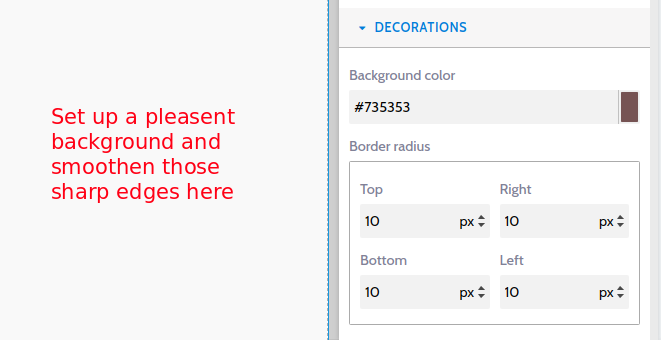 Set up a pleasent
background and
smoothen those
sharp edges here
DECORATIONS
Background color
#735353
Border radius
Top Right
10 px 10 px
Bottom Left
10 px 10 px